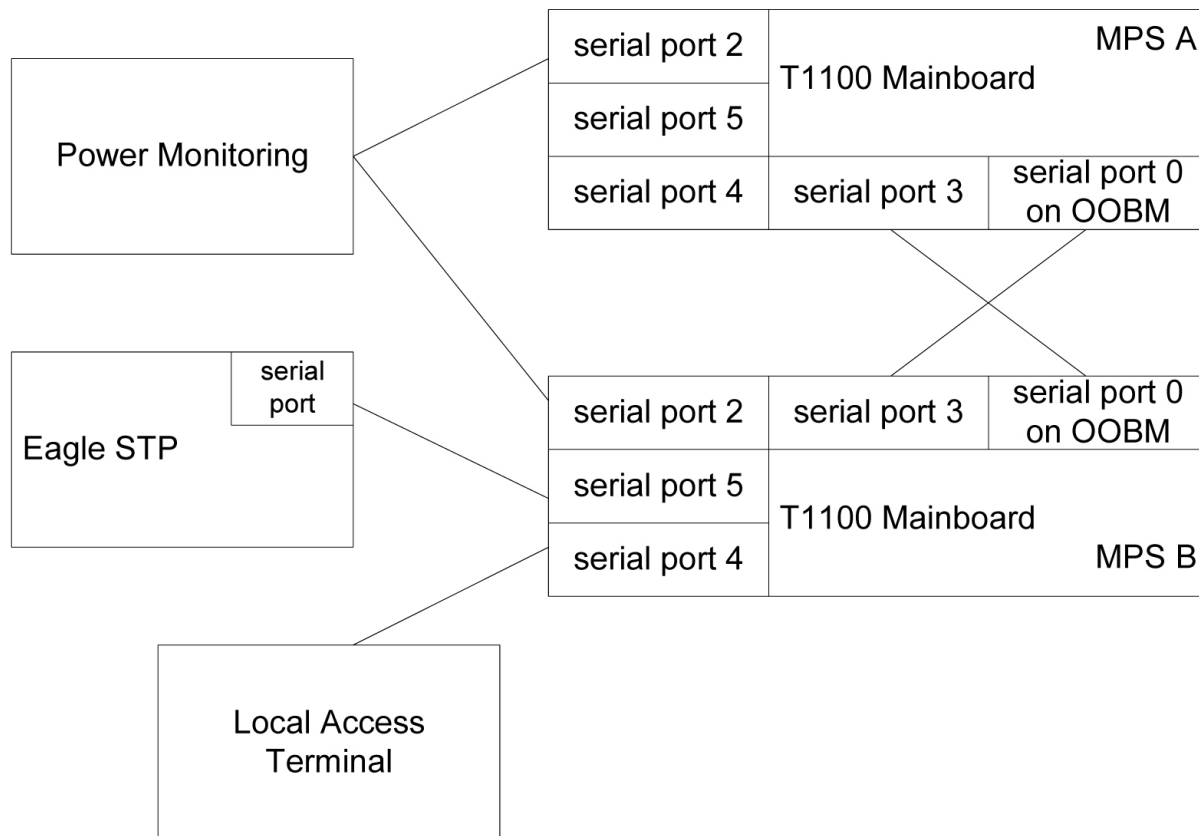 Power Monitoring
serial port 2
T1100 Mainboard
MPS A
serial port 5
serial port 4
serial port 3
serial port 0
on OOBM
Eagle STP
serial
port
serial port 2
serial port 3
serial port 0
on OOBM
serial port 5
T1100 Mainboard
serial port 4
MPS B
Local Access
Terminal